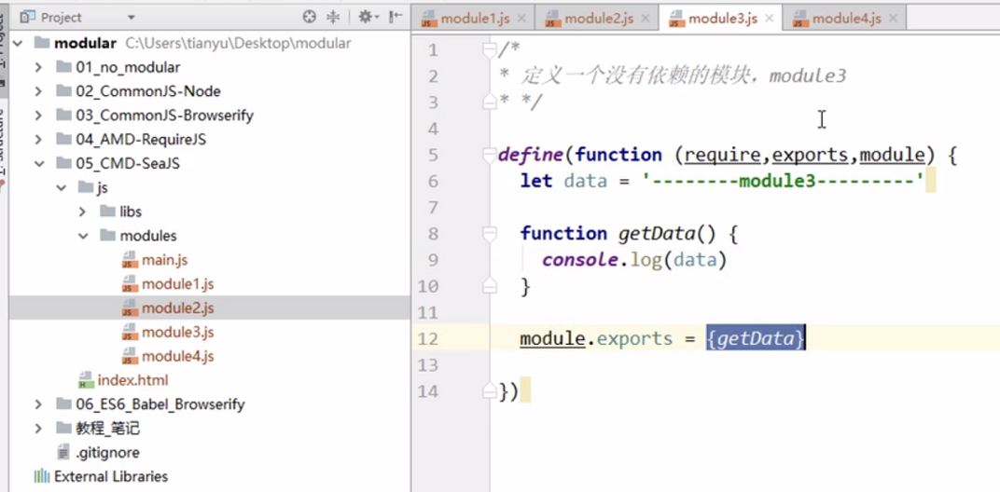 Project
modular C:\Users\tianyu\Desktop\modular
01_no_modular
02_CommonJS-Node
03_CommonJS-Browserify
04_AMD-RequireJS
05_CMD-SeaJS
js
libs
modules
main.js
module1.js
module2.js
module3.js
module4.js
index.html
06_ES6_Babel_Browserify
教程_笔记
.gitignore
External Libraries
module1.js module2.js module3.js module4.js
1 /*
2 * 定义一个没有依赖的模块，module3
3 * */
4
5 define(function (require,exports,module) {
6 let data = '--------module3---------'
7
8 function getData() {
9 console.log(data)
10 }
11
12 module.exports = {getData}
13
14 })